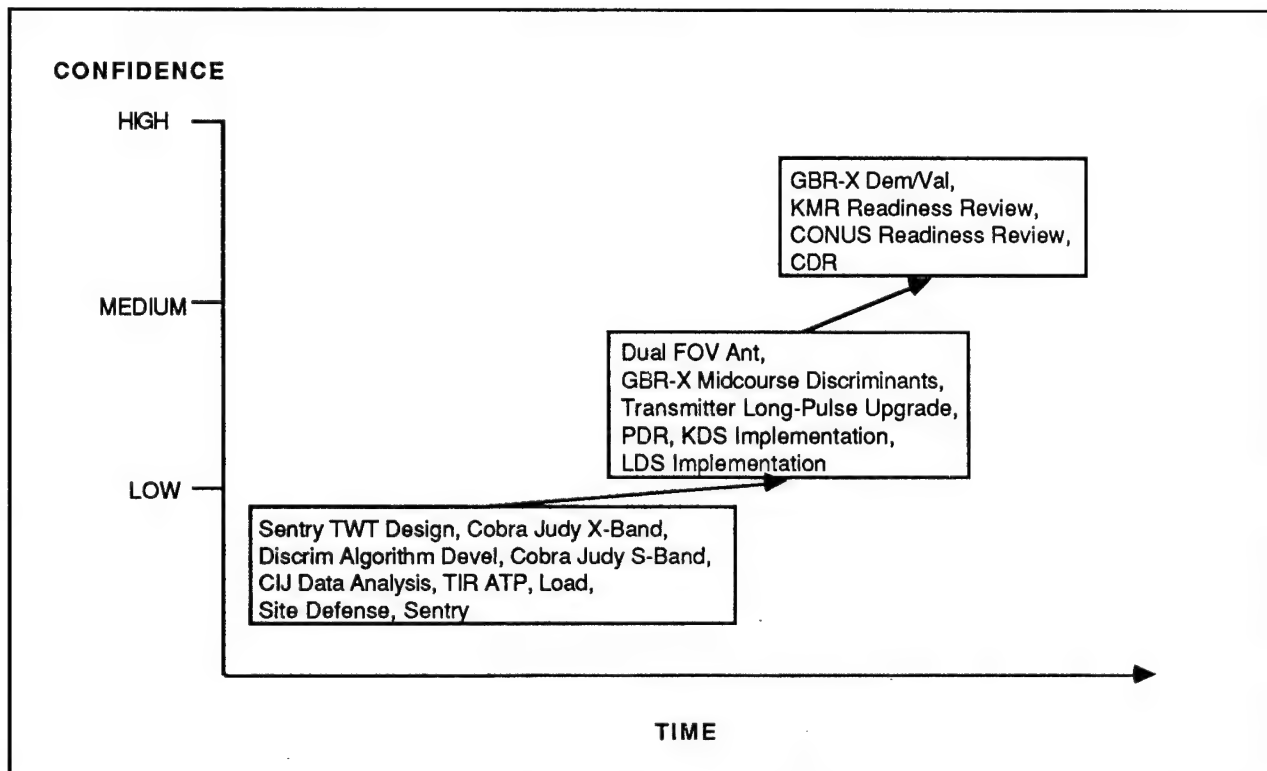 CONFIDENCE
HIGH
GBR-X Dem/Val,
KMR Readiness Review,
CONUS Readiness Review,
CDR
MEDIUM
Dual FOV Ant,
GBR-X Midcourse Discriminants,
Transmitter Long-Pulse Upgrade,
PDR, KDS Implementation,
LDS Implementation
LOW
Sentry TWT Design, Cobra Judy X-Band,
Discrim Algorithm Devel, Cobra Judy S-Band,
CIJ Data Analysis, TIR ATP, Load,
Site Defense, Sentry
TIME